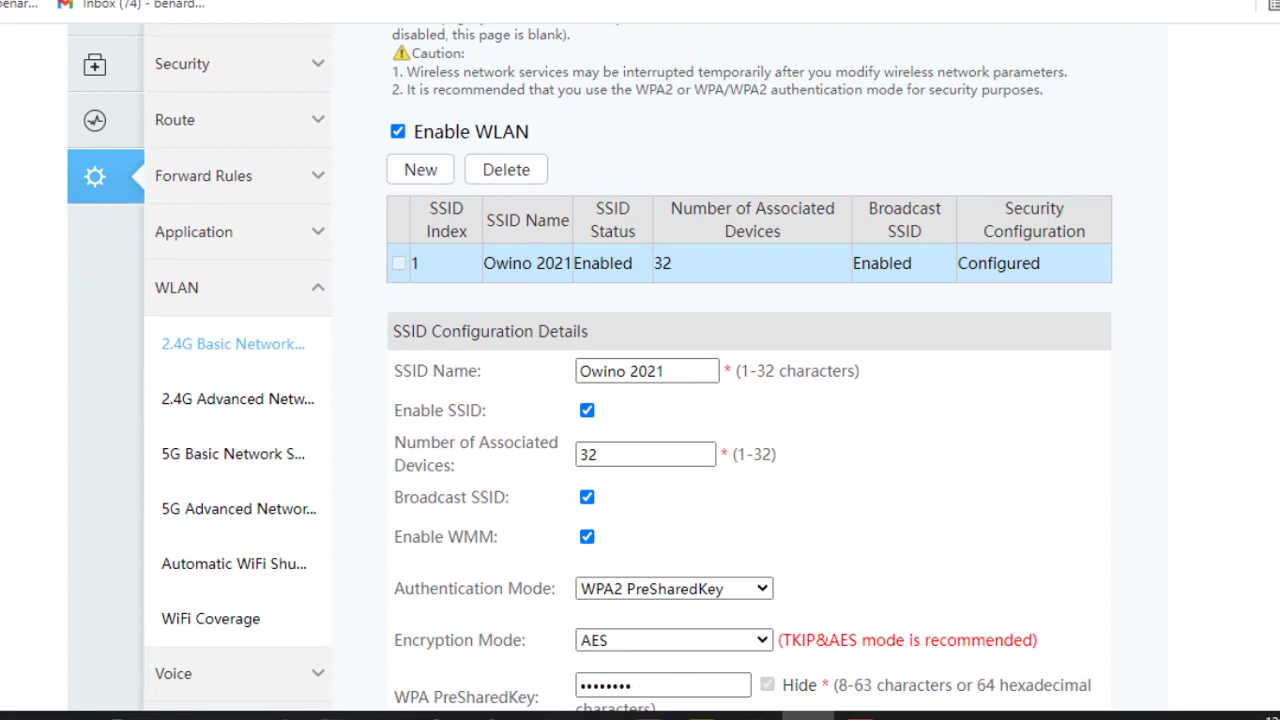 Inbox (74) - benard...
disabled, this page is blank).
Caution:
1. Wireless network services may be interrupted temporarily after you modify wireless network parameters.
2. It is recommended that you use the WPA2 or WPA/WPA2 authentication mode for security purposes.
Security
Route
Forward Rules
Application
WLAN
2.4G Basic Network...
2.4G Advanced Netw...
5G Basic Network S...
5G Advanced Networ...
Automatic WiFi Shu...
WiFi Coverage
Voice
Enable WLAN
New Delete
SSID Index SSID Name SSID Status Number of Associated Devices Broadcast SSID Security Configuration
1 Owino 2021 Enabled 32 Enabled Configured
SSID Configuration Details
SSID Name: Owino 2021 * (1-32 characters)
Enable SSID:
Number of Associated Devices: 32 * (1-32)
Broadcast SSID:
Enable WMM:
Authentication Mode: WPA2 PreSharedKey
Encryption Mode: AES (TKIP&AES mode is recommended)
WPA PreSharedKey: •••••••• Hide * (8-63 characters or 64 hexadecimal
characters)